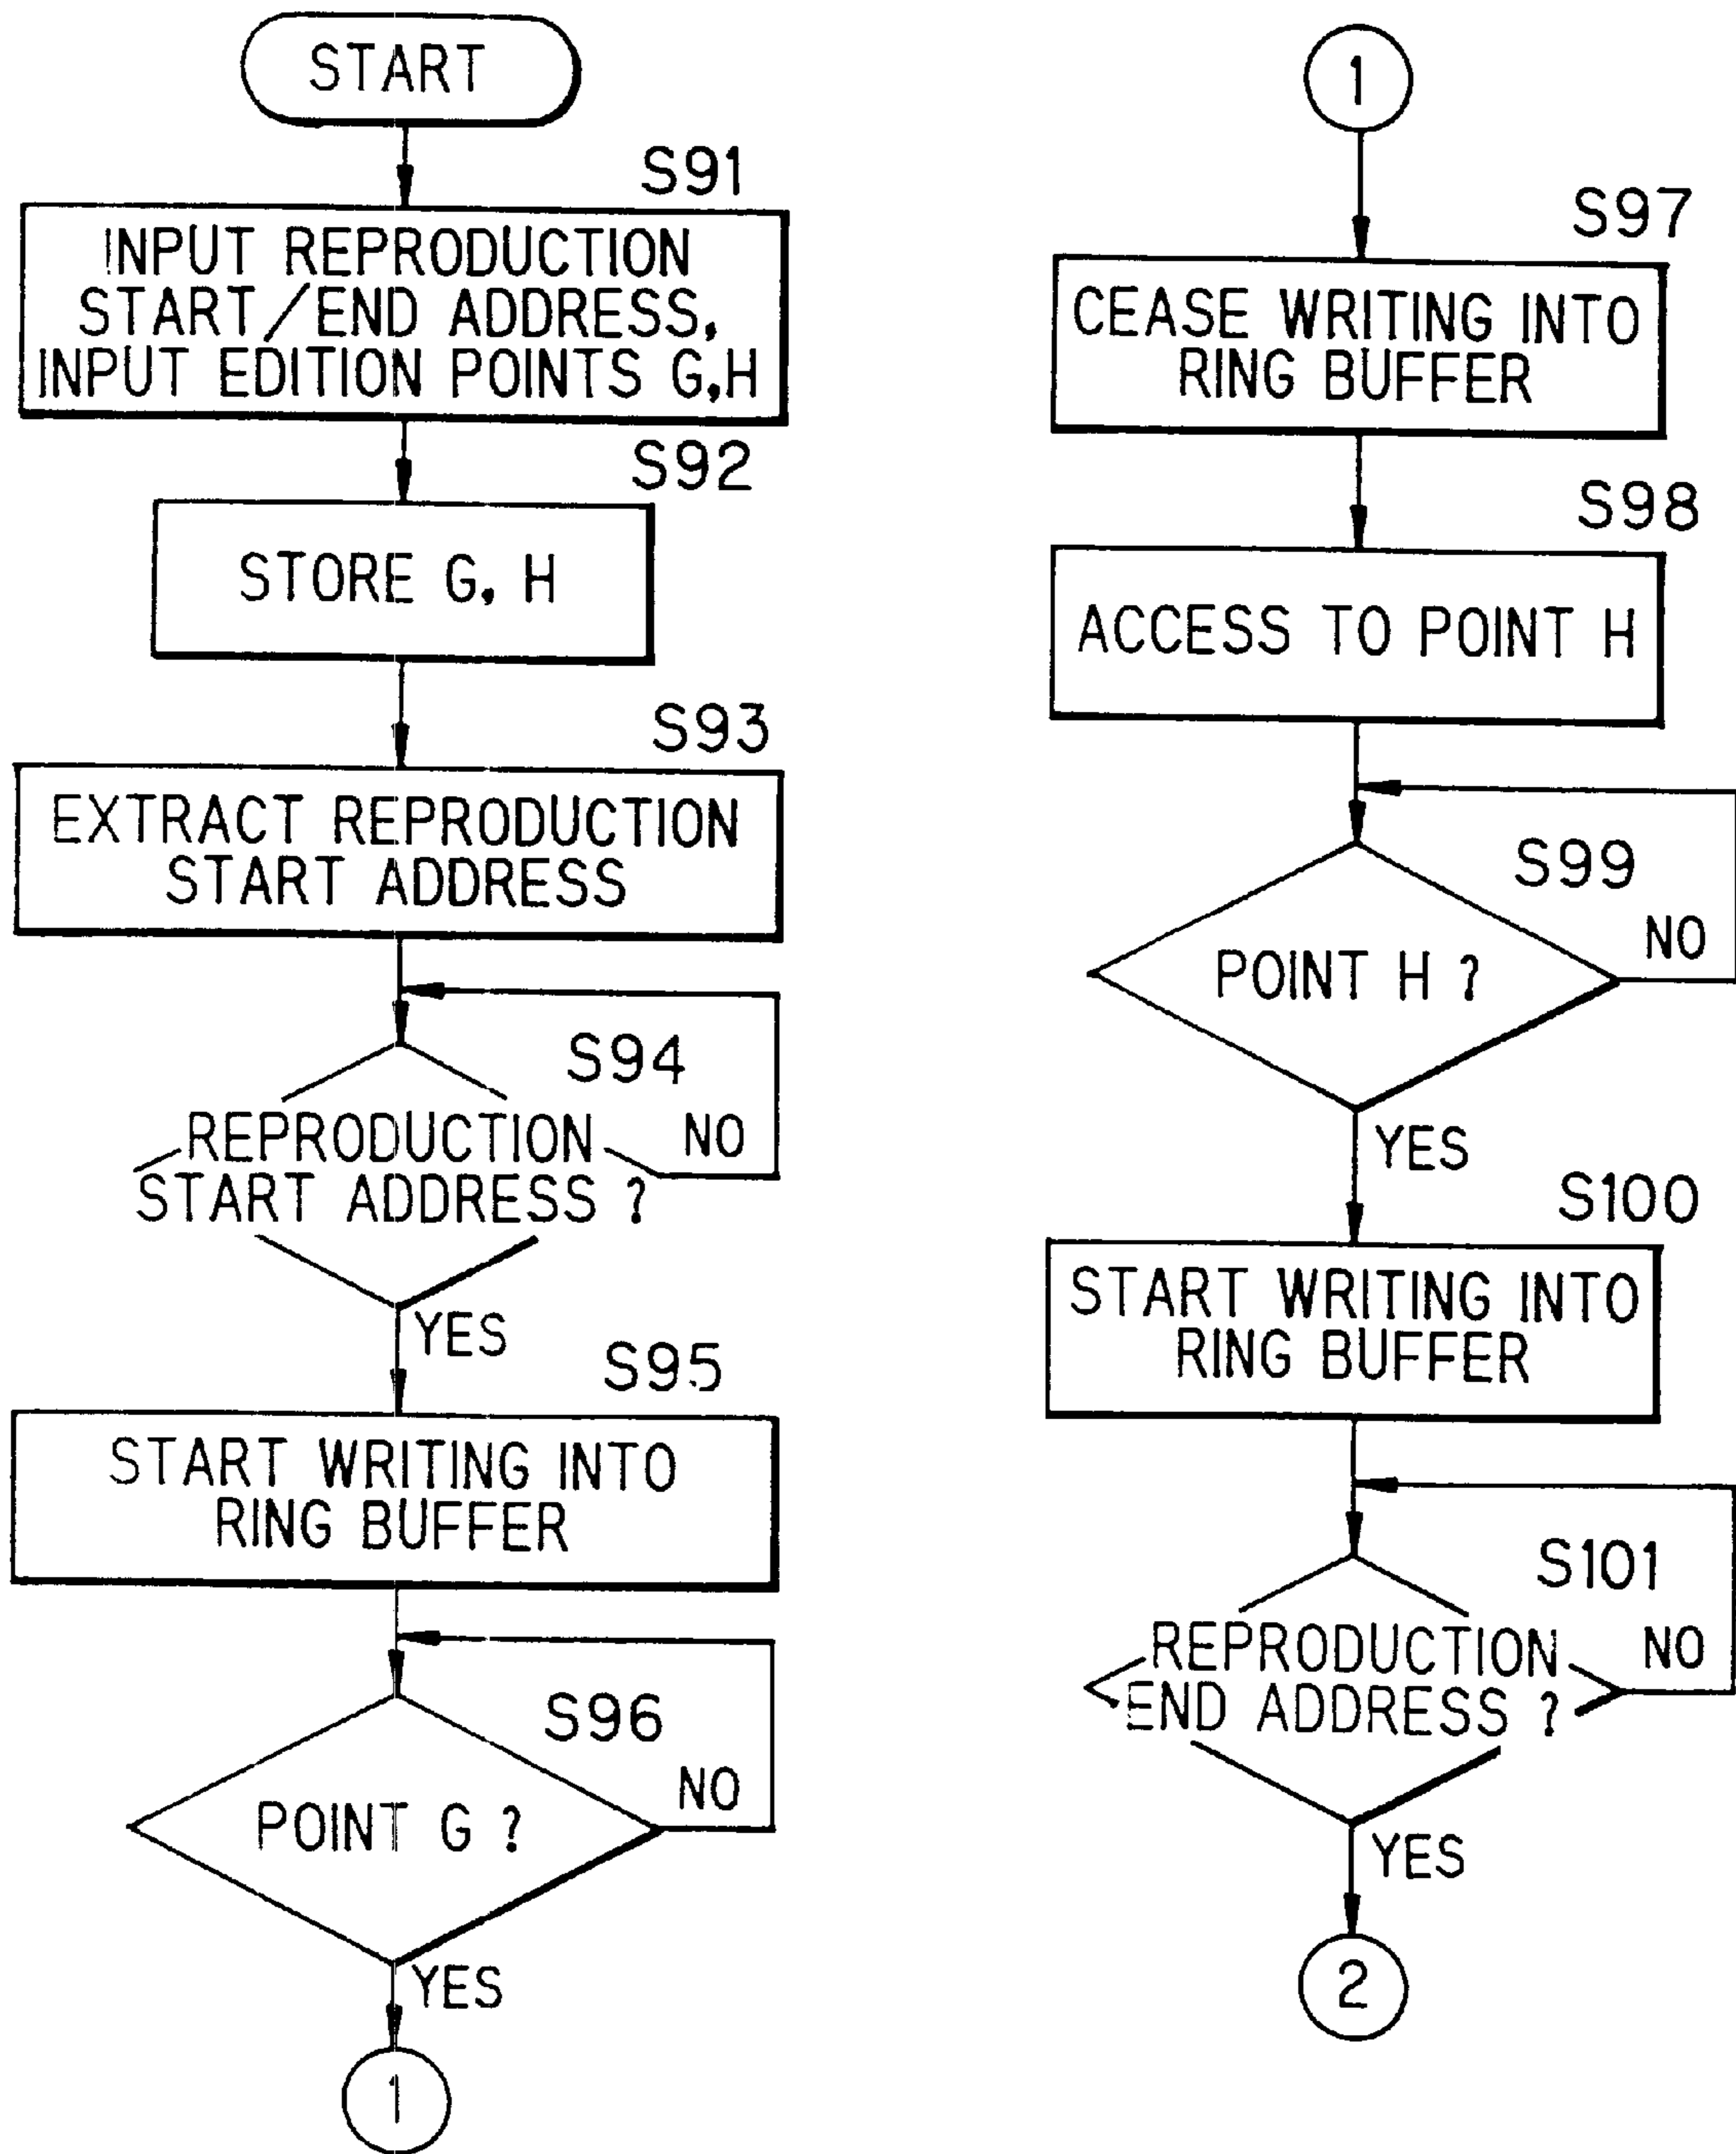 START
S91
INPUT REPRODUCTION
START/END ADDRESS,
INPUT EDITION POINTS G,H
S92
STORE G, H
S93
EXTRACT REPRODUCTION
START ADDRESS
S94
REPRODUCTION
START ADDRESS ?
NO
YES
S95
START WRITING INTO
RING BUFFER
S96
POINT G ?
NO
YES
1
1
S97
CEASE WRITING INTO
RING BUFFER
S98
ACCESS TO POINT H
S99
POINT H ?
NO
YES
S100
START WRITING INTO
RING BUFFER
S101
REPRODUCTION
END ADDRESS ?
NO
YES
2